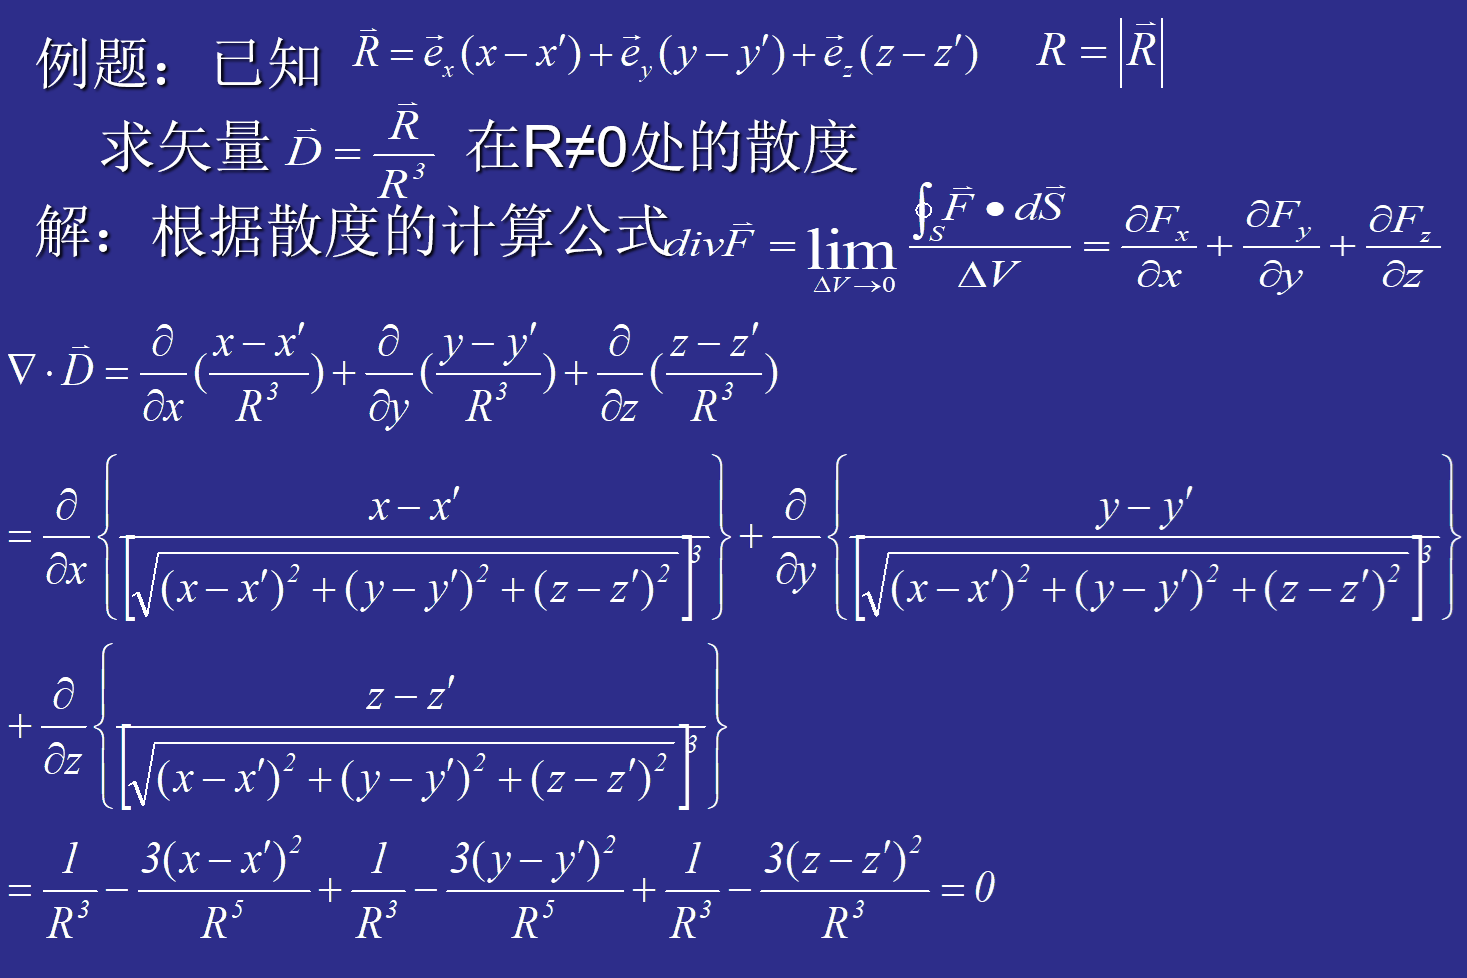 例题：已知 $\vec{R}=\vec{e}_x(x-x')+\vec{e}_y(y-y')+\vec{e}_z(z-z')$ $R=\left|\vec{R}\right|$
求矢量 $\vec{D}=\frac{\vec{R}}{R^3}$ 在R≠0处的散度
解：根据散度的计算公式 $div\vec{F}=\lim_{\Delta V\to 0}\frac{\oint_S \vec{F}\bullet d\vec{S}}{\Delta V}=\frac{\partial F_x}{\partial x}+\frac{\partial F_y}{\partial y}+\frac{\partial F_z}{\partial z}$
$\nabla\cdot\vec{D}=\frac{\partial}{\partial x}(\frac{x-x'}{R^3})+\frac{\partial}{\partial y}(\frac{y-y'}{R^3})+\frac{\partial}{\partial z}(\frac{z-z'}{R^3})$
$=\frac{\partial}{\partial x}\left\{\frac{x-x'}{\left[\sqrt{(x-x')^2+(y-y')^2+(z-z')^2}\right]^3}\right\}+\frac{\partial}{\partial y}\left\{\frac{y-y'}{\left[\sqrt{(x-x')^2+(y-y')^2+(z-z')^2}\right]^3}\right\}$
$+\frac{\partial}{\partial z}\left\{\frac{z-z'}{\left[\sqrt{(x-x')^2+(y-y')^2+(z-z')^2}\right]^3}\right\}$
$=\frac{1}{R^3}-\frac{3(x-x')^2}{R^5}+\frac{1}{R^3}-\frac{3(y-y')^2}{R^5}+\frac{1}{R^3}-\frac{3(z-z')^2}{R^3}=0$